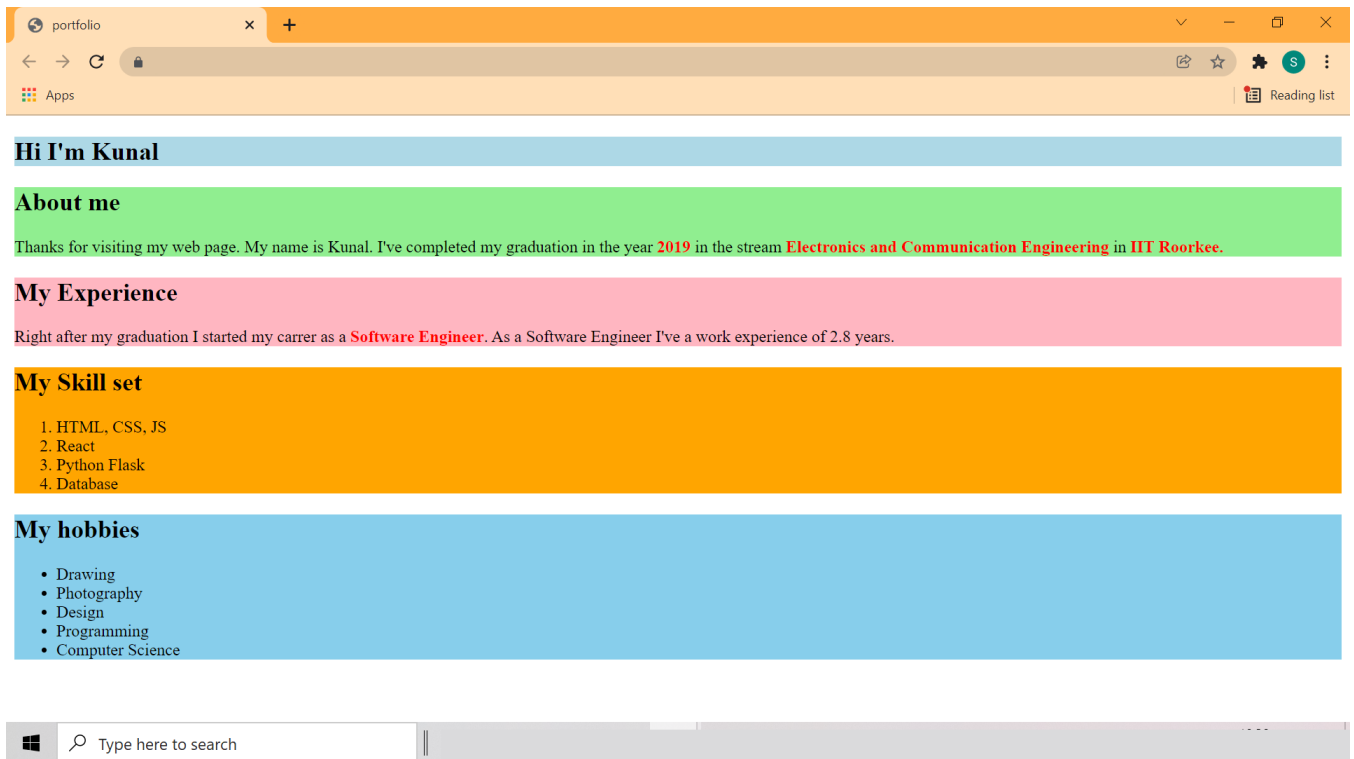 portfolio
S
Apps
Reading list
Hi I'm Kunal
About me
Thanks for visiting my web page. My name is Kunal. I've completed my graduation in the year 2019 in the stream Electronics and Communication Engineering in IIT Roorkee.
My Experience
Right after my graduation I started my carrer as a Software Engineer. As a Software Engineer I've a work experience of 2.8 years.
My Skill set
1. HTML, CSS, JS
2. React
3. Python Flask
4. Database
My hobbies
• Drawing
• Photography
• Design
• Programming
• Computer Science
Type here to search